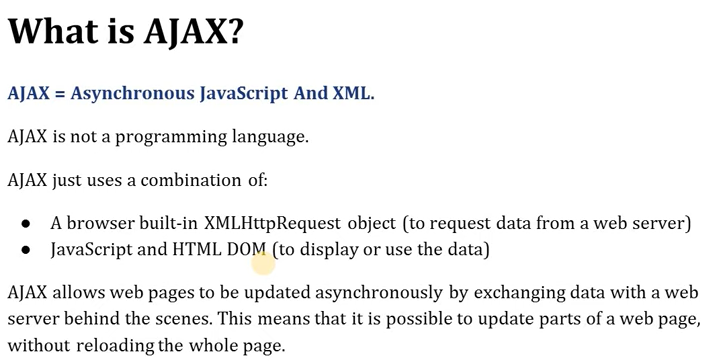 What is AJAX?
AJAX = Asynchronous JavaScript And XML.
AJAX is not a programming language.
AJAX just uses a combination of:
● A browser built-in XMLHttpRequest object (to request data from a web server)
● JavaScript and HTML DOM (to display or use the data)
AJAX allows web pages to be updated asynchronously by exchanging data with a web
server behind the scenes. This means that it is possible to update parts of a web page,
without reloading the whole page.